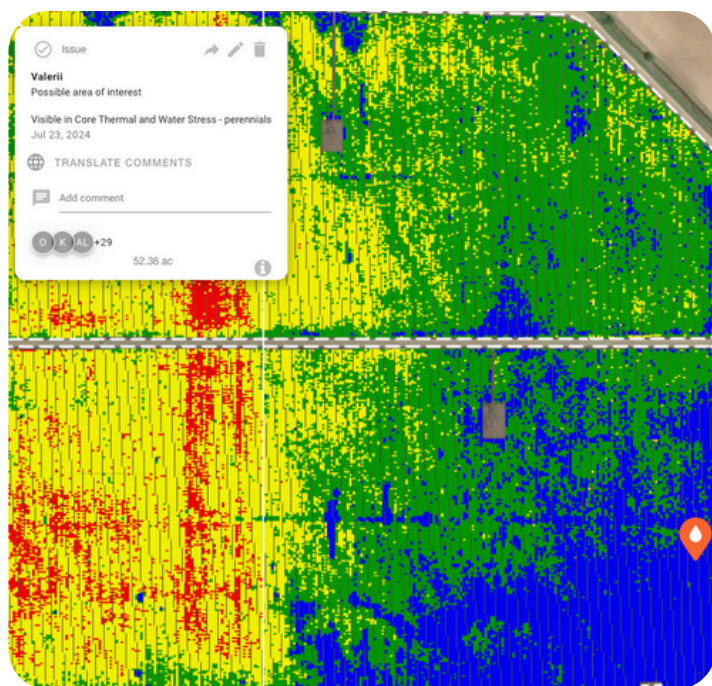 Issue
Valerii
Possible area of interest
Visible in Core Thermal and Water Stress - perennials
Jul 23, 2024
TRANSLATE COMMENTS
Add comment
O K AL +29
52.36 ac